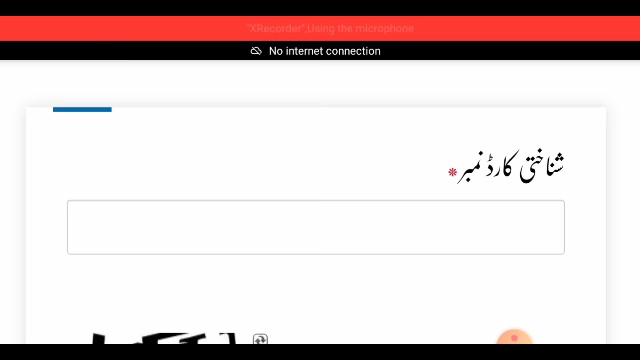 "XRecorder",Using the microphone
No internet connection
شناختی کارڈ نمبر *